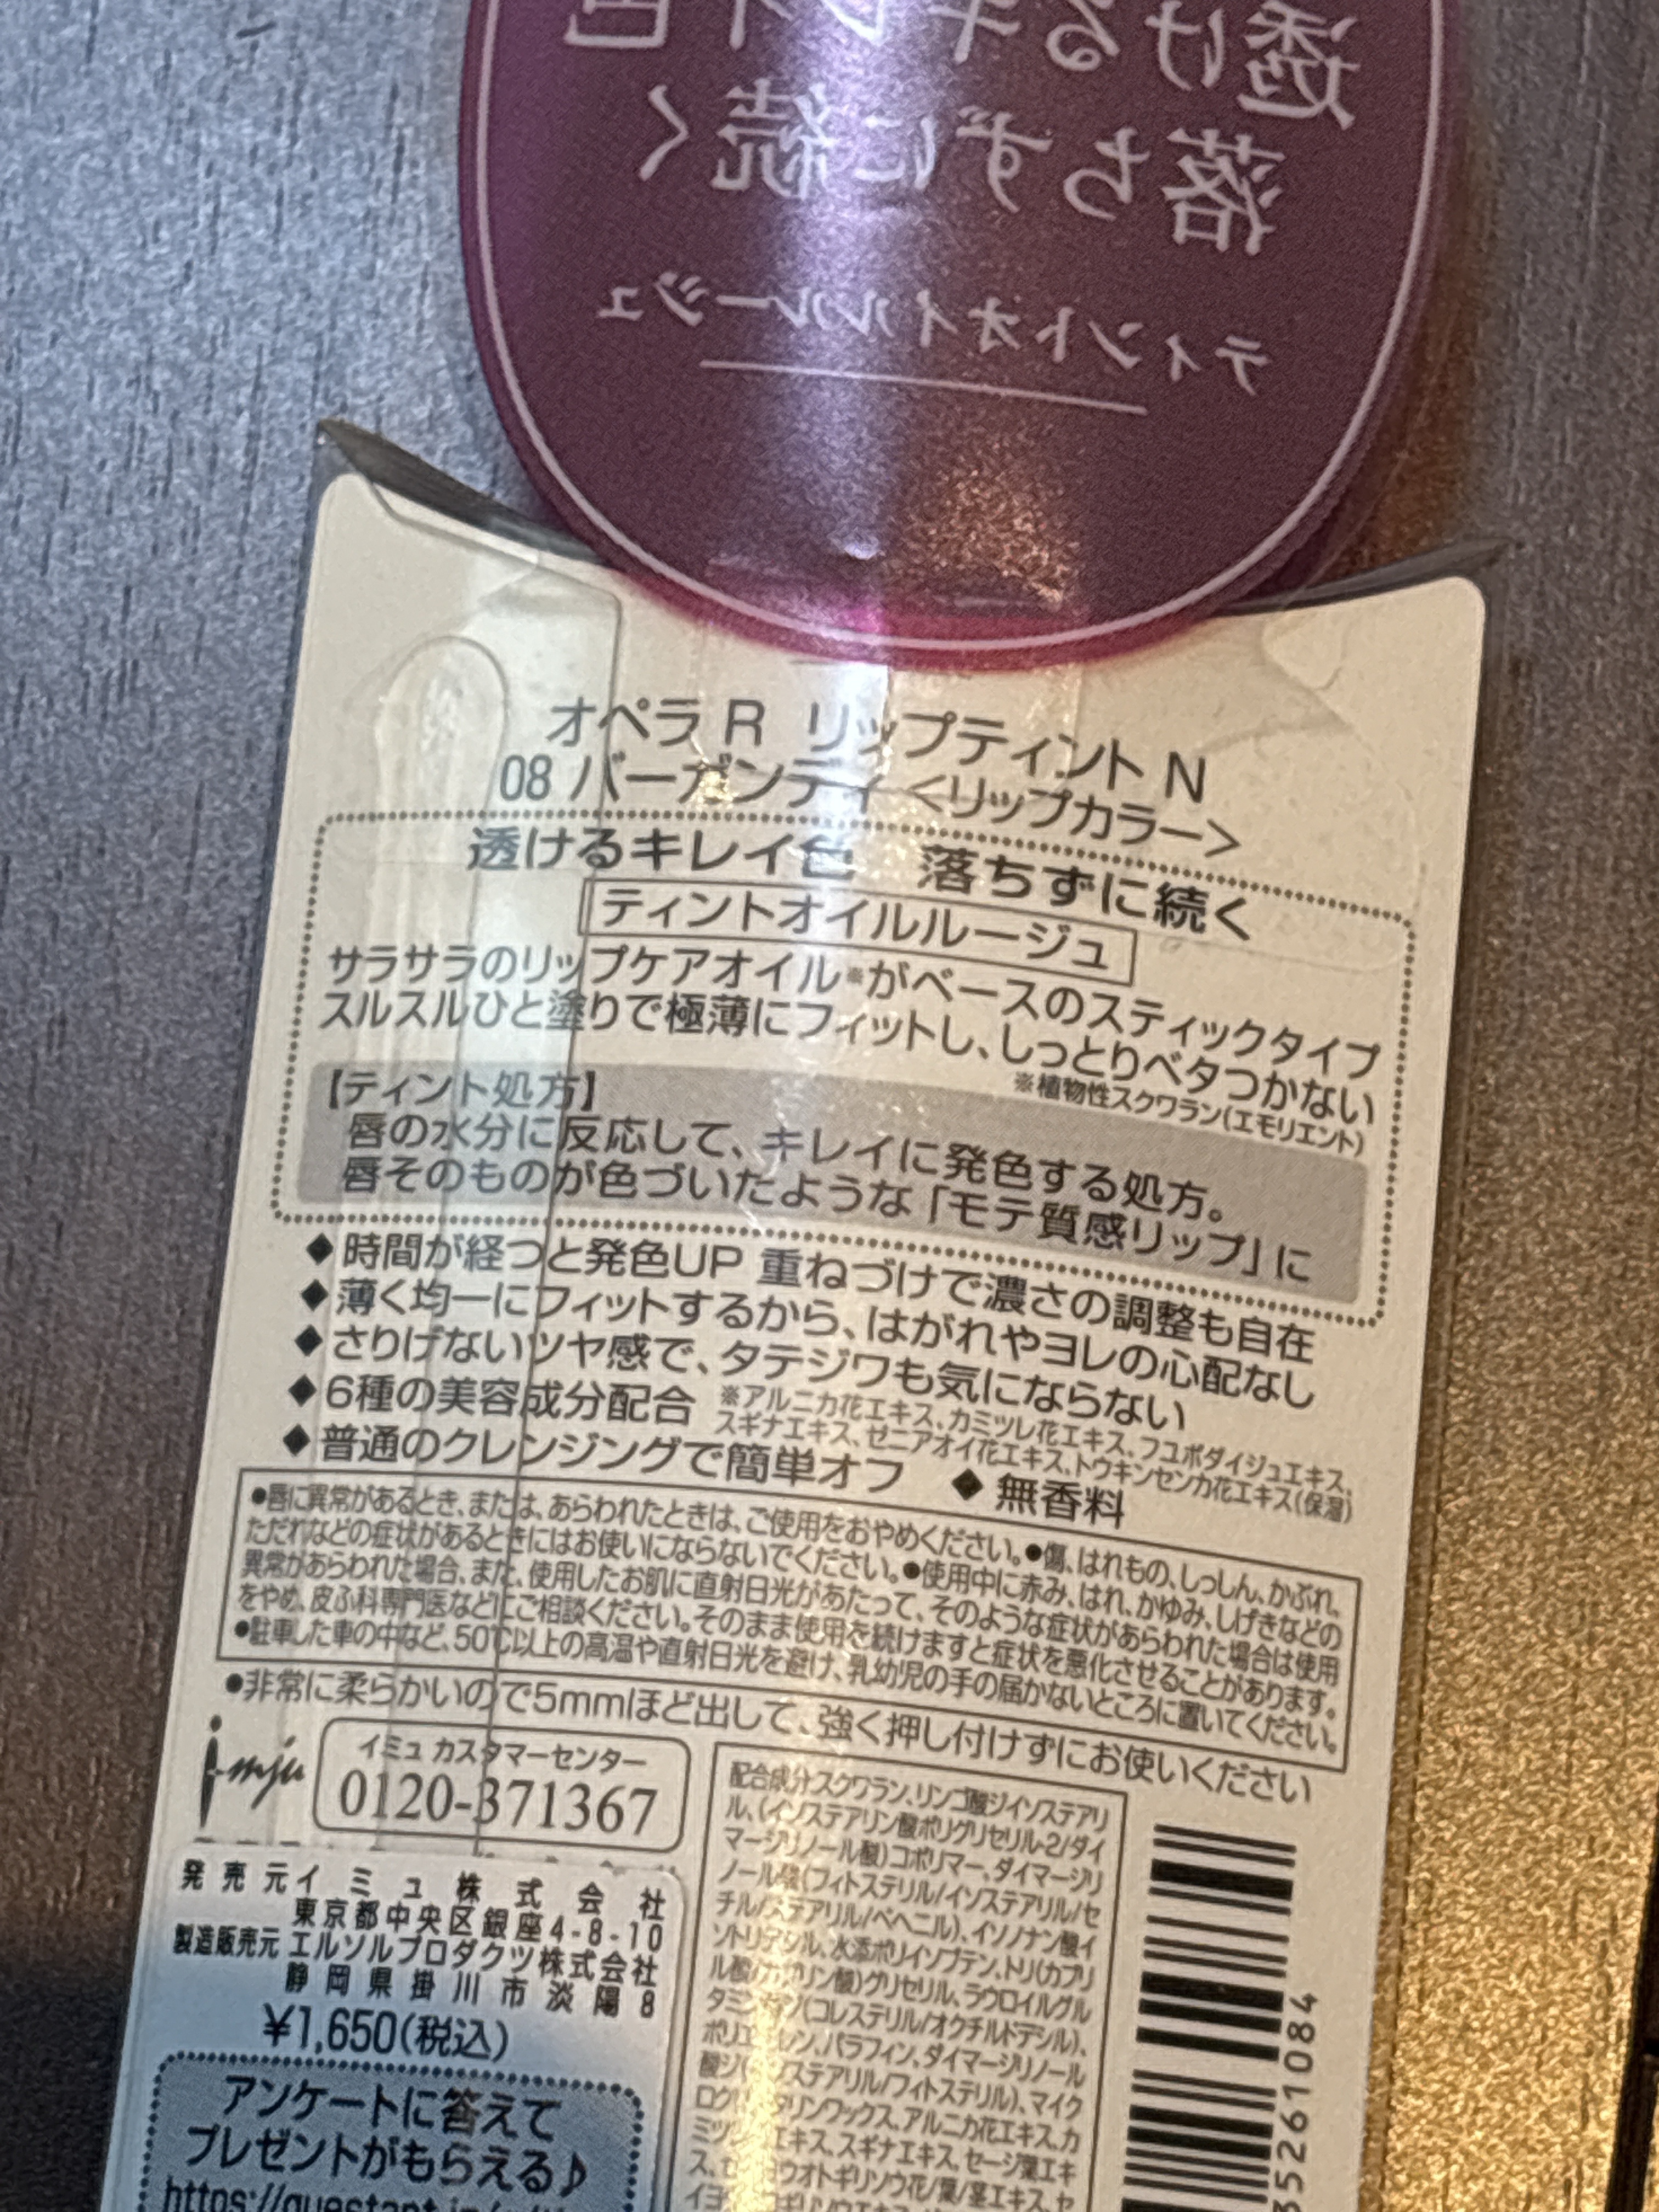 透けるキレイ色
落ちずに続く
ティントオイルルージュ
オペラ R リップティント N
08 バーガンディ <リップカラー>
透けるキレイ色 落ちずに続く
ティントオイルルージュ
サラサラのリップケアオイル※がベースのスティックタイプ
スルスルひと塗りで極薄にフィットし、しっとりベタつかない
※植物性スクワラン(エモリエント)
【ティント処方】
唇の水分に反応して、キレイに発色する処方。
唇そのものが色づいたような「モテ質感リップ」に
◆時間が経つと発色UP 重ねづけで濃さの調整も自在
◆薄く均一にフィットするから、はがれやヨレの心配なし
◆さりげないツヤ感で、タテジワも気にならない
◆6種の美容成分配合 ※アルニカ花エキス、カミツレ花エキス、フユボダイジュエキス、
スギナエキス、ゼニアオイ花エキス、トウキンセンカ花エキス(保湿)
◆普通のクレンジングで簡単オフ ◆無香料
●唇に異常があるとき、または、あらわれたときは、ご使用をおやめください。●傷、はれもの、しっしん、かぶれ、
ただれなどの症状があるときにはお使いにならないでください。●使用中に赤み、はれ、かゆみ、しげきなどの
異常があらわれた場合、また、使用したお肌に直射日光があたって、そのような症状があらわれた場合は使用
をやめ、皮ふ科専門医などにご相談ください。そのまま使用を続けますと症状を悪化させることがあります。
●駐車した車の中など、50℃以上の高温や直射日光を避け、乳幼児の手の届かないところに置いてください。
●非常に柔らかいので5mmほど出して、強く押し付けずにお使いください
i-mju
イミュ カスタマーセンター
0120-371367
発売元イミュ株式会社
東京都中央区銀座4-8-10
製造販売元 エルソルプロダクツ株式会社
静岡県掛川市淡陽8
¥1,650(税込)
アンケートに答えて
プレゼントがもらえる♪
配合成分:スクワラン、リンゴ酸ジイソステアリ
ル、(イソステアリン酸ポリグリセリル-2/ダイ
マージリノール酸)コポリマー、ダイマージリ
ノール酸(フィトステリル/イソステアリル/セ
チル/ステアリル/ベヘニル)、イソノナン酸イ
ソトリデシル、水添ポリイソブテン、トリ(カプリ
ル酸/カプリン酸)グリセリル、ラウロイルグル
タミン酸ジ(コレステリル/オクチルドデシル)、
ポリエチレン、パラフィン、ダイマージリノール
酸ジ(イソステアリル/フィトステリル)、マイク
ロクリスタリンワックス、アルニカ花エキス、カ
ミツレ花エキス、スギナエキス、セージ葉エキ
ス、セイヨウオトギリソウ花/葉/茎エキス、セ
5261084